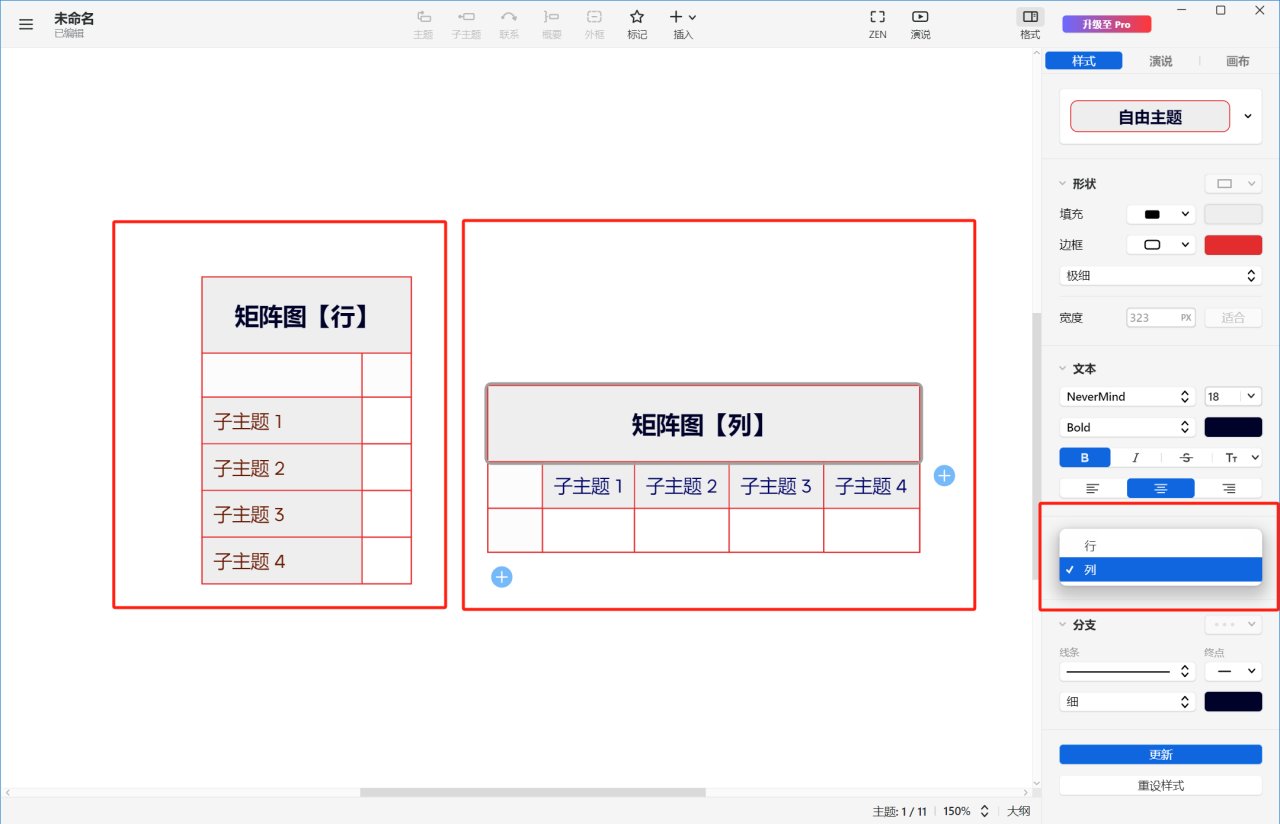 未命名
已编辑
主题 子主题 联系 概要 外框 标记 插入
ZEN 演说
格式
升级至 Pro
样式 演说 画布
自由主题
形状
填充
边框
极细
宽度 323 PX 适合
文本
NeverMind 18
Bold
B I S Tт
行
列
分支
线条 终点
细
更新
重设样式
矩阵图【行】
子主题 1
子主题 2
子主题 3
子主题 4
矩阵图【列】
子主题 1 子主题 2 子主题 3 子主题 4
主题: 1 / 11 150% 大纲